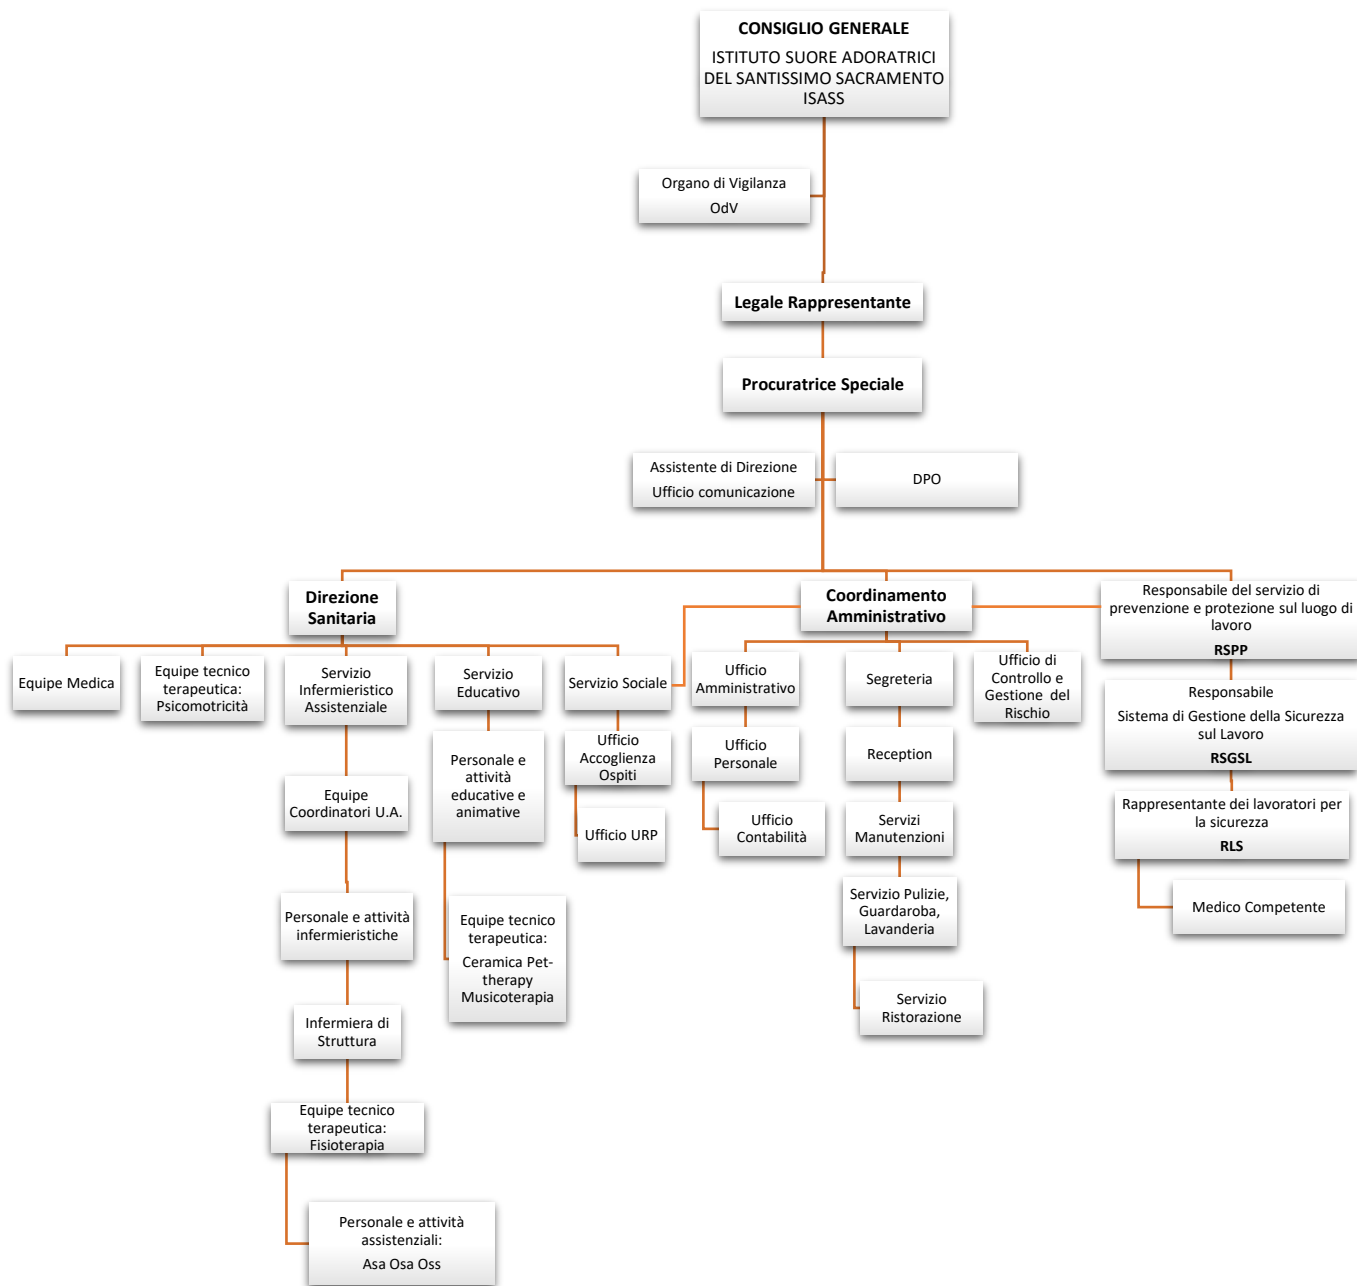 CONSIGLIO GENERALE
ISTITUTO SUORE ADORATRICI
DEL SANTISSIMO SACRAMENTO
ISASS
Organo di Vigilanza
OdV
Legale Rappresentante
Procuratrice Speciale
Assistente di Direzione
Ufficio comunicazione
DPO
Direzione
Sanitaria
Coordinamento
Amministrativo
Responsabile del servizio di
prevenzione e protezione sul luogo di
lavoro
RSPP
Equipe Medica
Equipe tecnico
terapeutica:
Psicomotricità
Servizio
Infermieristico
Assistenziale
Servizio
Educativo
Servizio Sociale
Ufficio
Amministrativo
Segreteria
Ufficio di
Controllo e
Gestione del
Rischio
Responsabile
Sistema di Gestione della Sicurezza
sul Lavoro
RSGSL
Personale e
attività
educative e
animative
Ufficio
Accoglienza
Ospiti
Ufficio
Personale
Reception
Equipe
Coordinatori U.A.
Ufficio URP
Ufficio
Contabilità
Servizi
Manutenzioni
Rappresentante dei lavoratori per
la sicurezza
RLS
Personale e attività
infermieristiche
Equipe tecnico
terapeutica:
Ceramica Pet-
therapy
Musicoterapia
Servizio Pulizie,
Guardaroba,
Lavanderia
Medico Competente
Servizio
Ristorazione
Infermiera di
Struttura
Equipe tecnico
terapeutica:
Fisioterapia
Personale e attività
assistenziali:
Asa Osa Oss